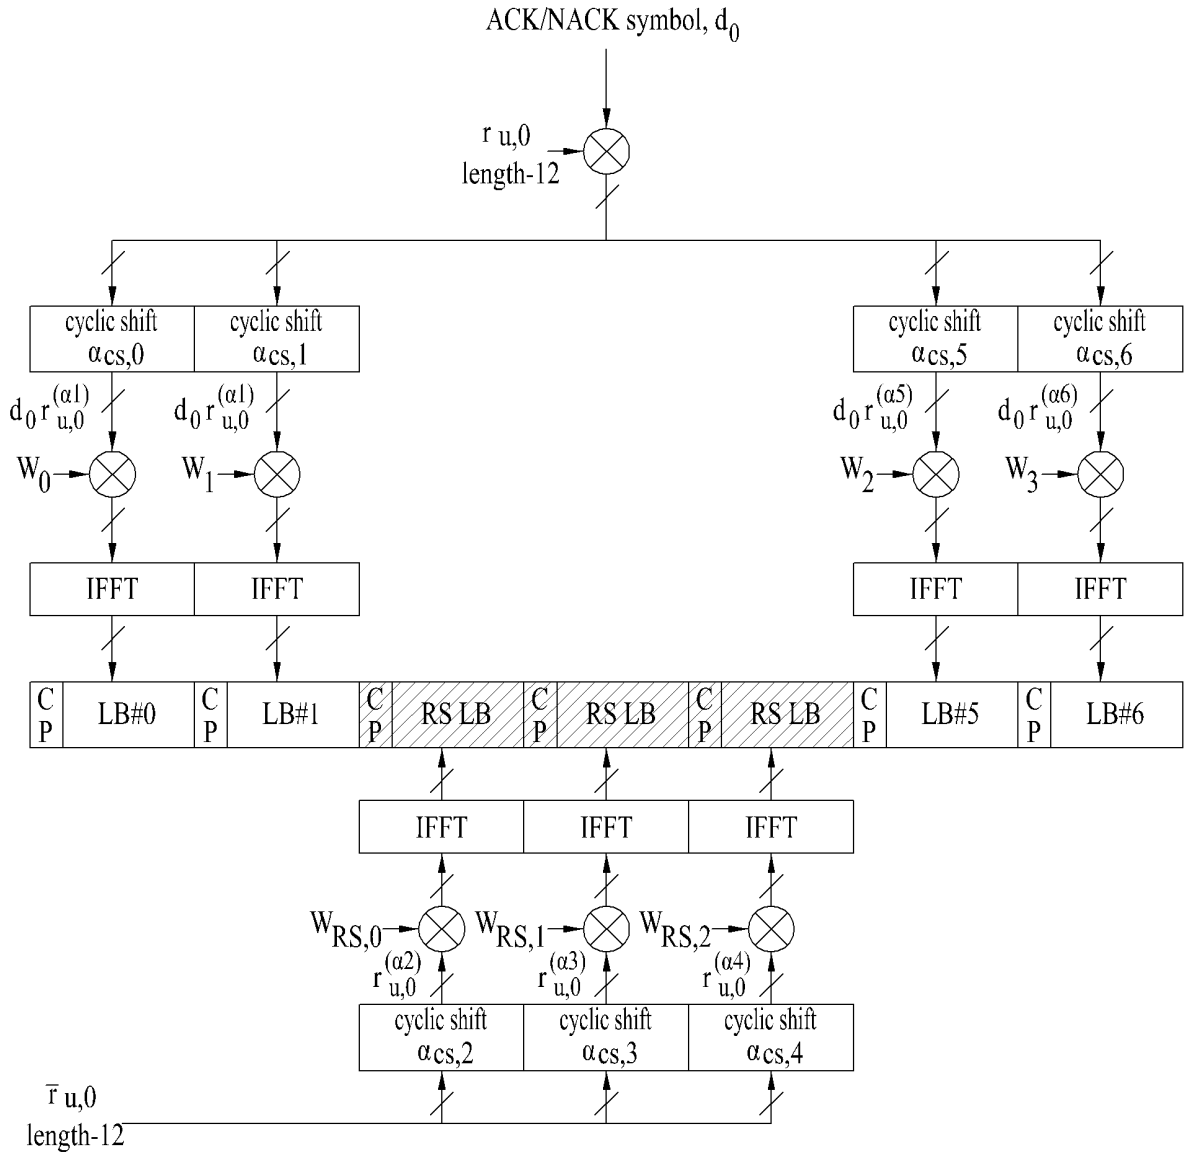 ACK/NACK symbol, d0
r u,0
length-12
cyclic shift cyclic shift cyclic shift cyclic shift
αcs,0 αcs,1 αcs,5 αcs,6
d0 r u,0 (α1) d0 r u,0 (α1) d0 r u,0 (α5) d0 r u,0 (α6)
W0 W1 W2 W3
IFFT IFFT IFFT IFFT
CP LB#0 CP LB#1 CP RS LB CP RS LB CP RS LB CP LB#5 CP LB#6
IFFT IFFT IFFT
WRS,0 WRS,1 WRS,2
r u,0 (α2) r u,0 (α3) r u,0 (α4)
cyclic shift cyclic shift cyclic shift
αcs,2 αcs,3 αcs,4
r̅ u,0
length-12